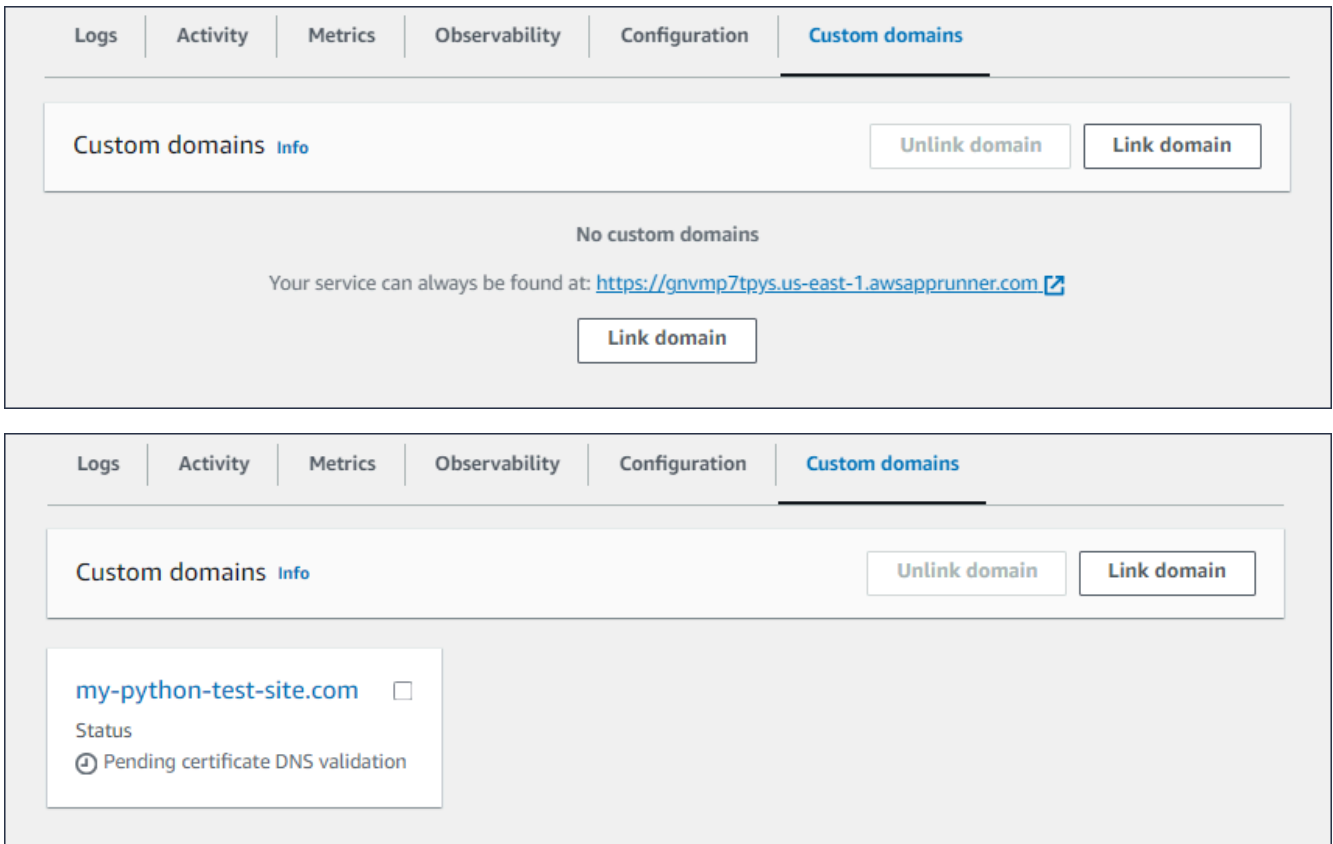 Logs Activity Metrics Observability Configuration Custom domains
Custom domains Info Unlink domain Link domain
No custom domains
Your service can always be found at: https://gnvmp7tpys.us-east-1.awsapprunner.com
Link domain
Logs Activity Metrics Observability Configuration Custom domains
Custom domains Info Unlink domain Link domain
my-python-test-site.com
Status
Pending certificate DNS validation